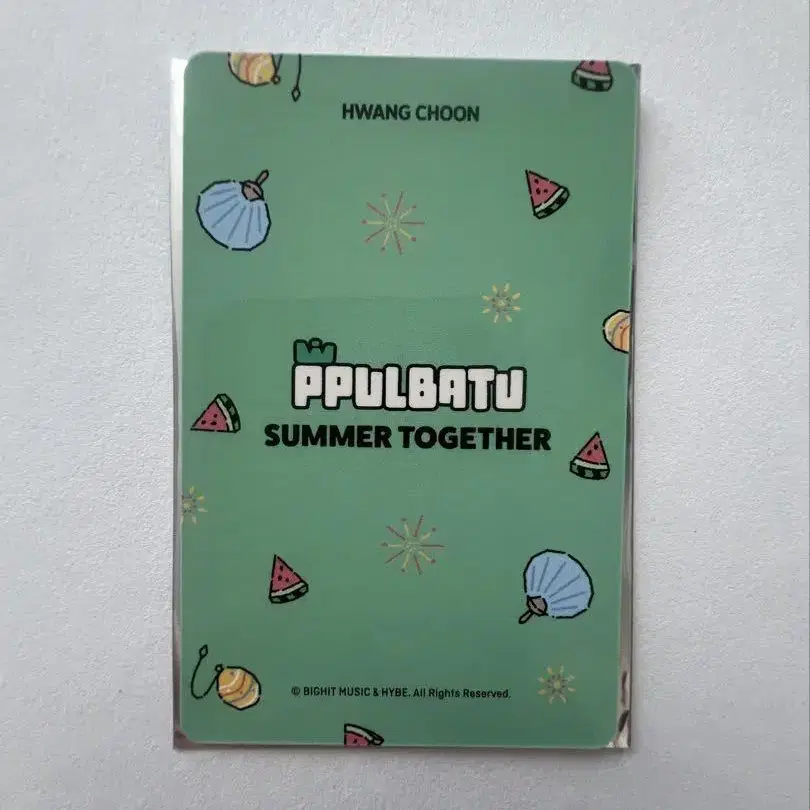 HWANG CHOON
PPULBATU
SUMMER TOGETHER
© BIGHIT MUSIC & HYBE. All Rights Reserved.